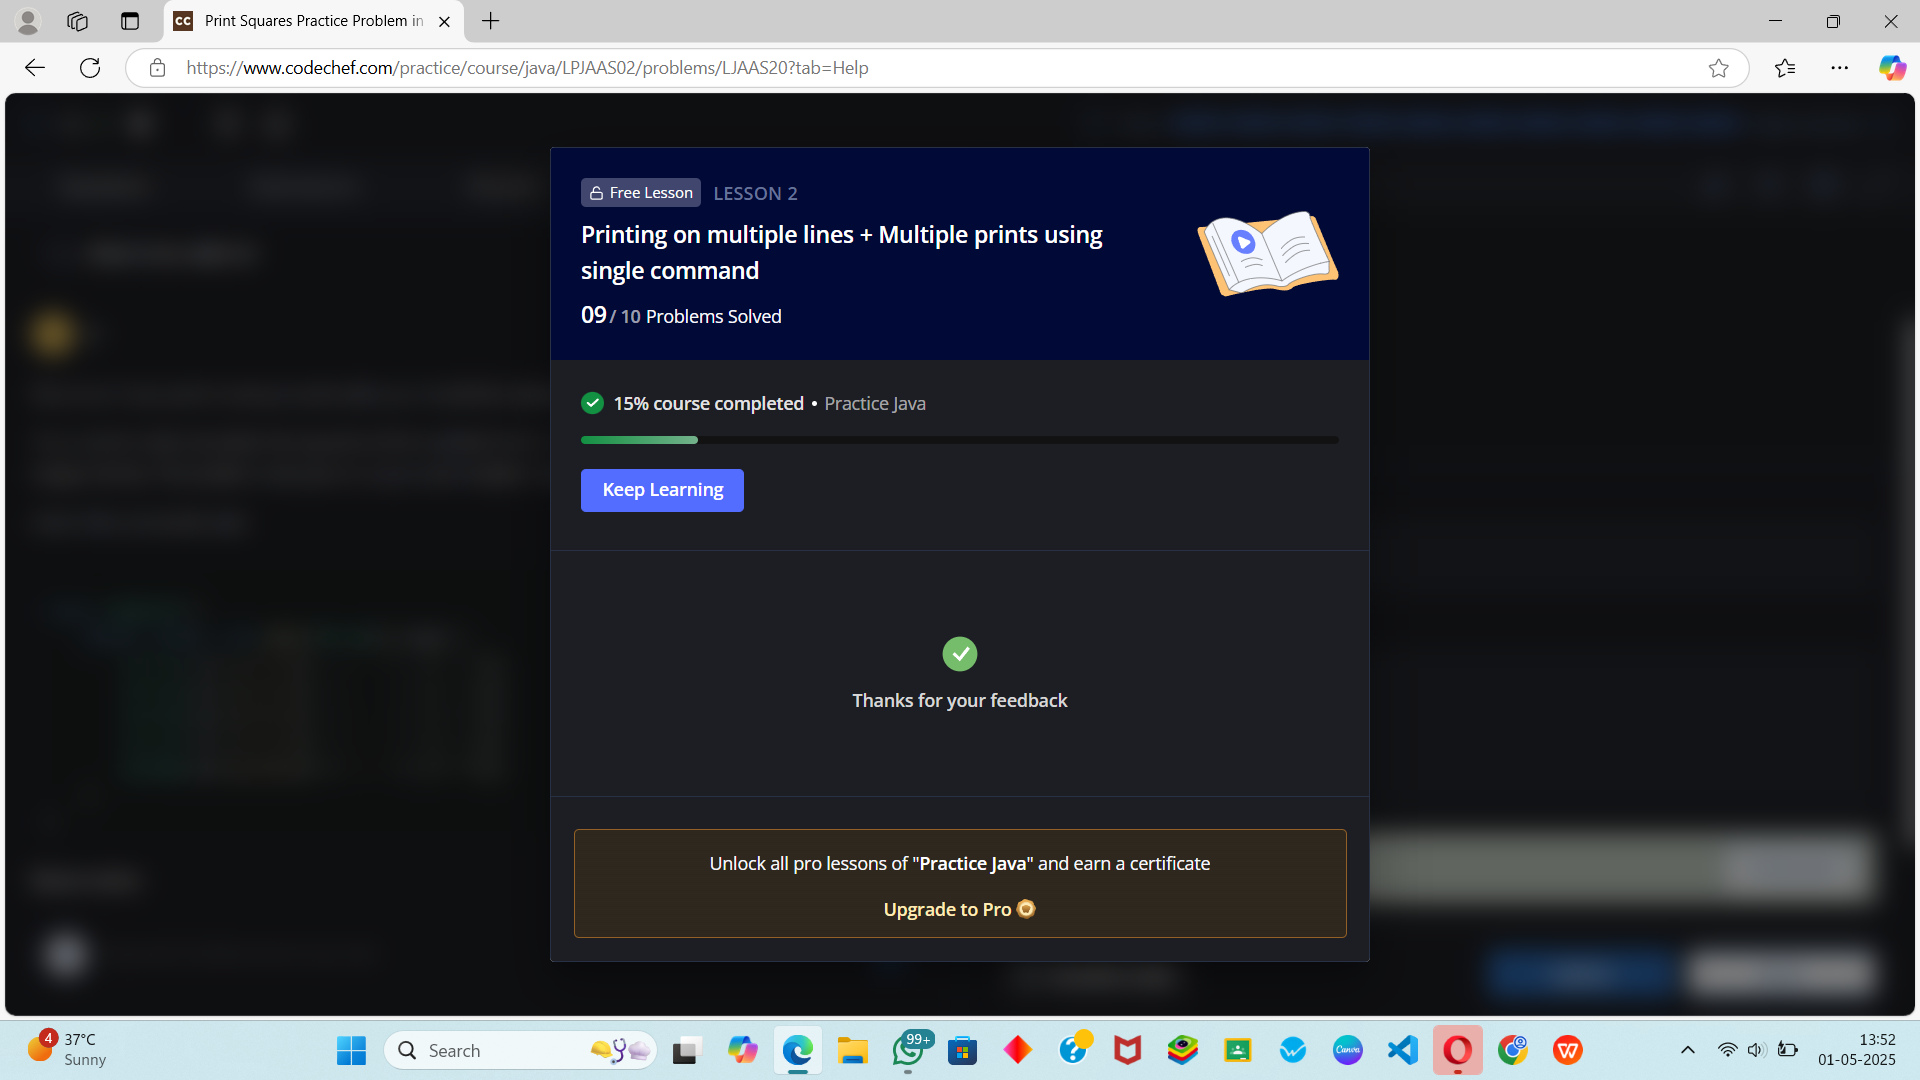 CC Print Squares Practice Problem in
https://www.codechef.com/practice/course/java/LPJAAS02/problems/LJAAS20?tab=Help
Free Lesson LESSON 2
Printing on multiple lines + Multiple prints using
single command
09 / 10 Problems Solved
15% course completed • Practice Java
Keep Learning
Thanks for your feedback
Unlock all pro lessons of "Practice Java" and earn a certificate
Upgrade to Pro
4 37°C
Sunny
Search
99+
Canva
13:52
01-05-2025